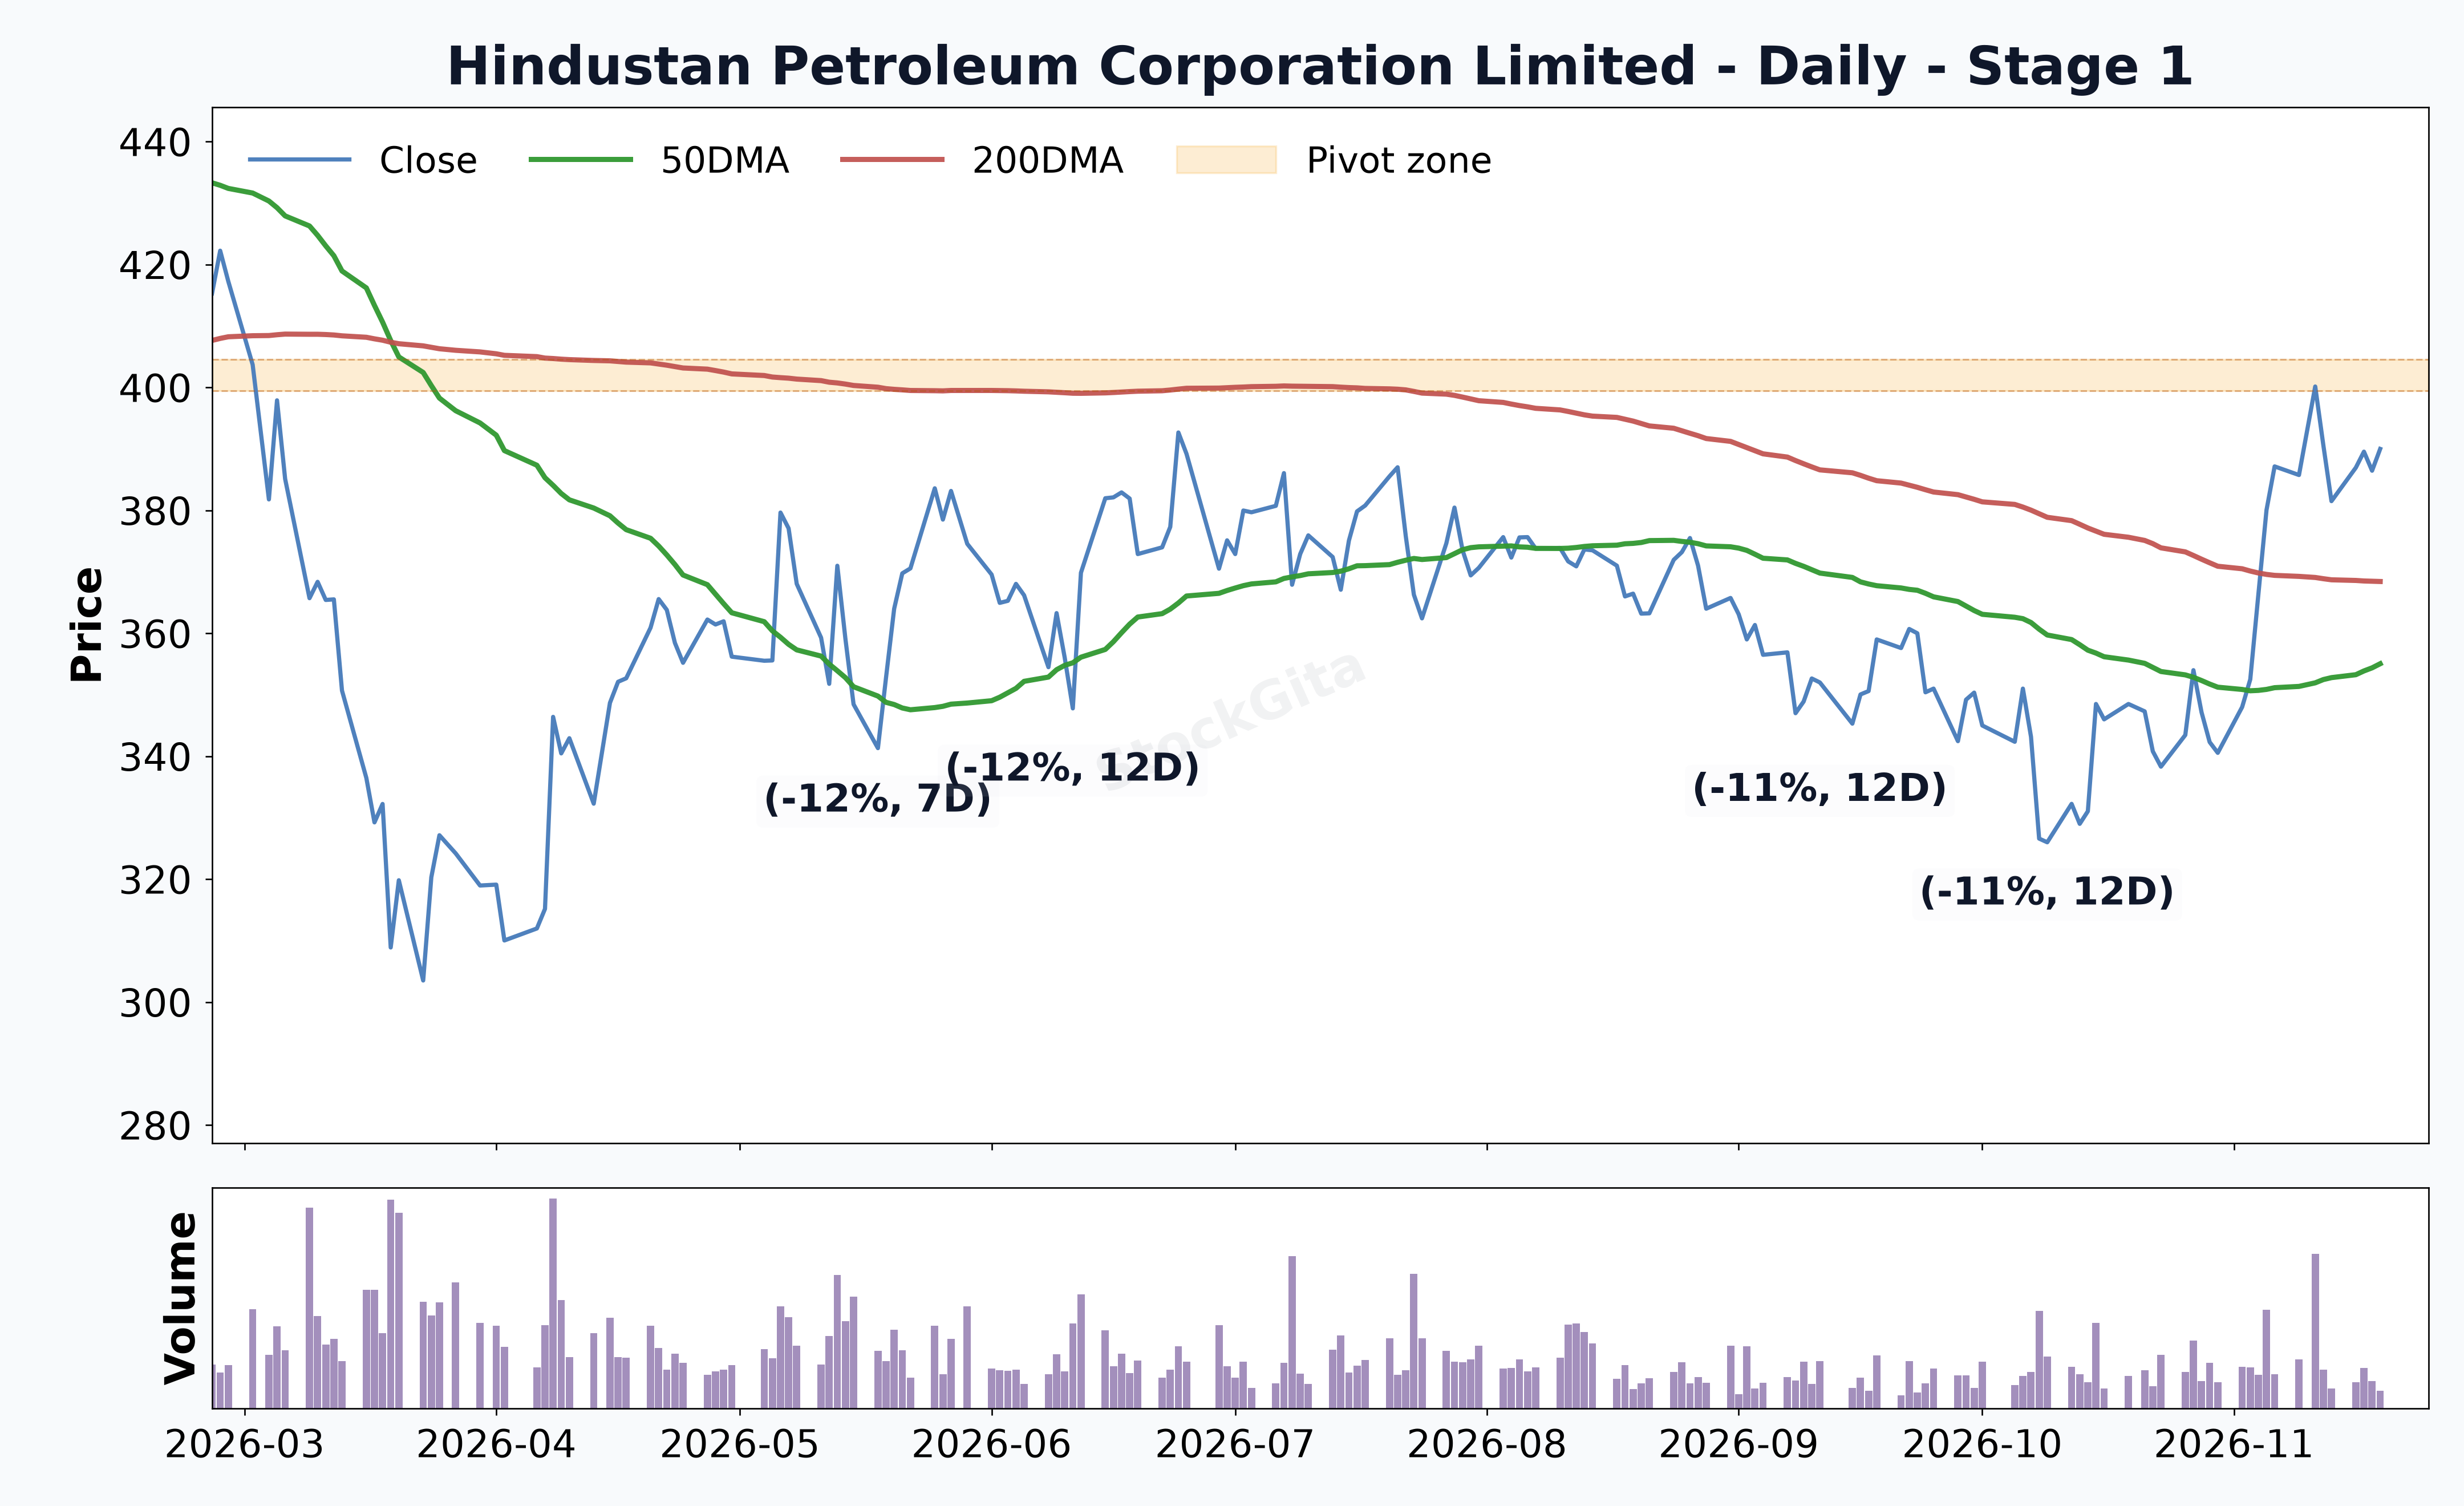 Hindustan Petroleum Corporation Limited - Daily - Stage 1
Close
50DMA
200DMA
Pivot zone
Price
440
420
400
380
360
340
320
300
280
StockGita
(-12%, 7D)
(-12%, 12D)
(-11%, 12D)
(-11%, 12D)
Volume
2026-03
2026-04
2026-05
2026-06
2026-07
2026-08
2026-09
2026-10
2026-11